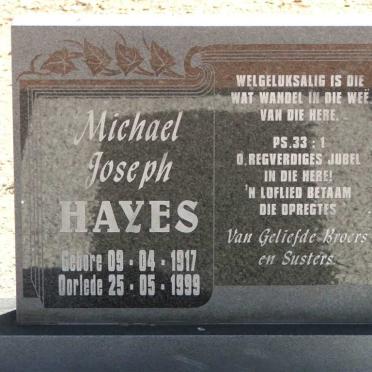 Michael
Joseph
HAYES
Gebore 09 - 04 - 1917
Oorlede 25 - 05 - 1999
WELGELUKSALIG IS DIE
WAT WANDEL IN DIE WEË
VAN DIE HERE.
PS.33 : 1
O, REGVERDIGES JUBEL
IN DIE HERE!
'N LOFLIED BETAAM
DIE OPREGTES
Van Geliefde Broers
en Susters.